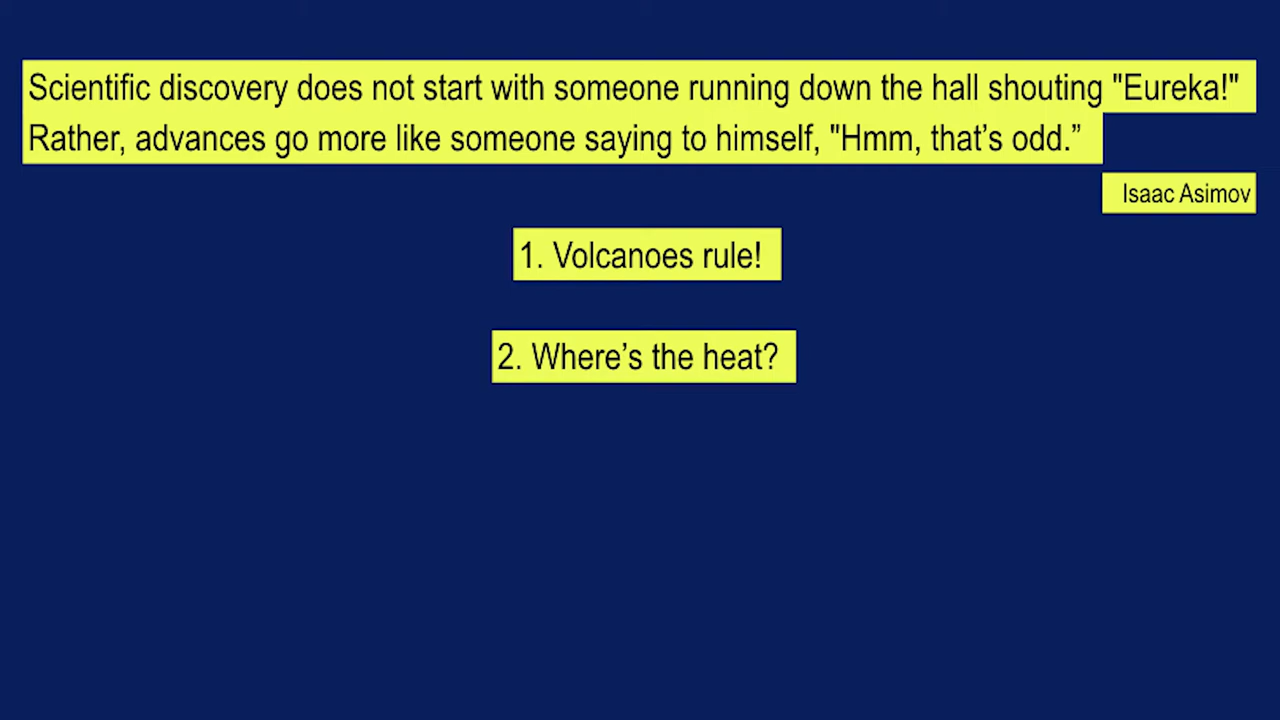 Scientific discovery does not start with someone running down the hall shouting "Eureka!"
Rather, advances go more like someone saying to himself, "Hmm, that’s odd.”
Isaac Asimov
1. Volcanoes rule!
2. Where’s the heat?